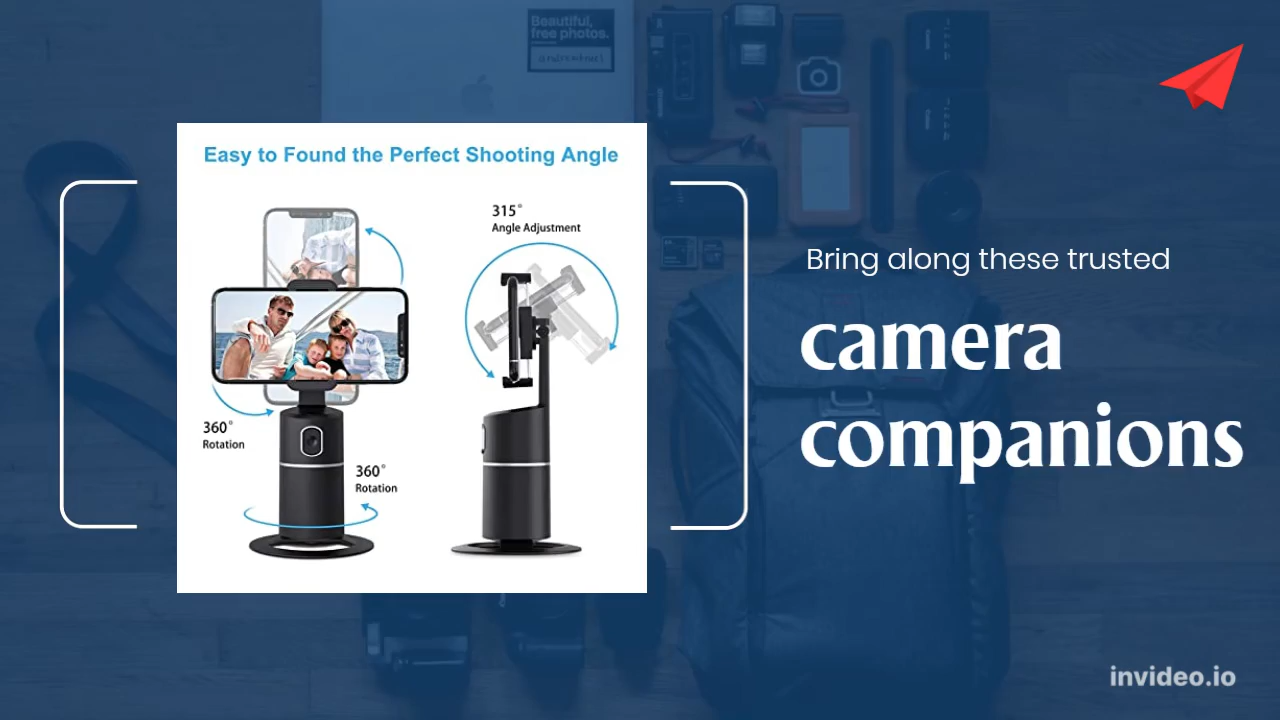 Beautiful,
free photos.
Easy to Found the Perfect Shooting Angle
315°
Angle Adjustment
360°
Rotation
360°
Rotation
Bring along these trusted
camera
companions
invideo.io